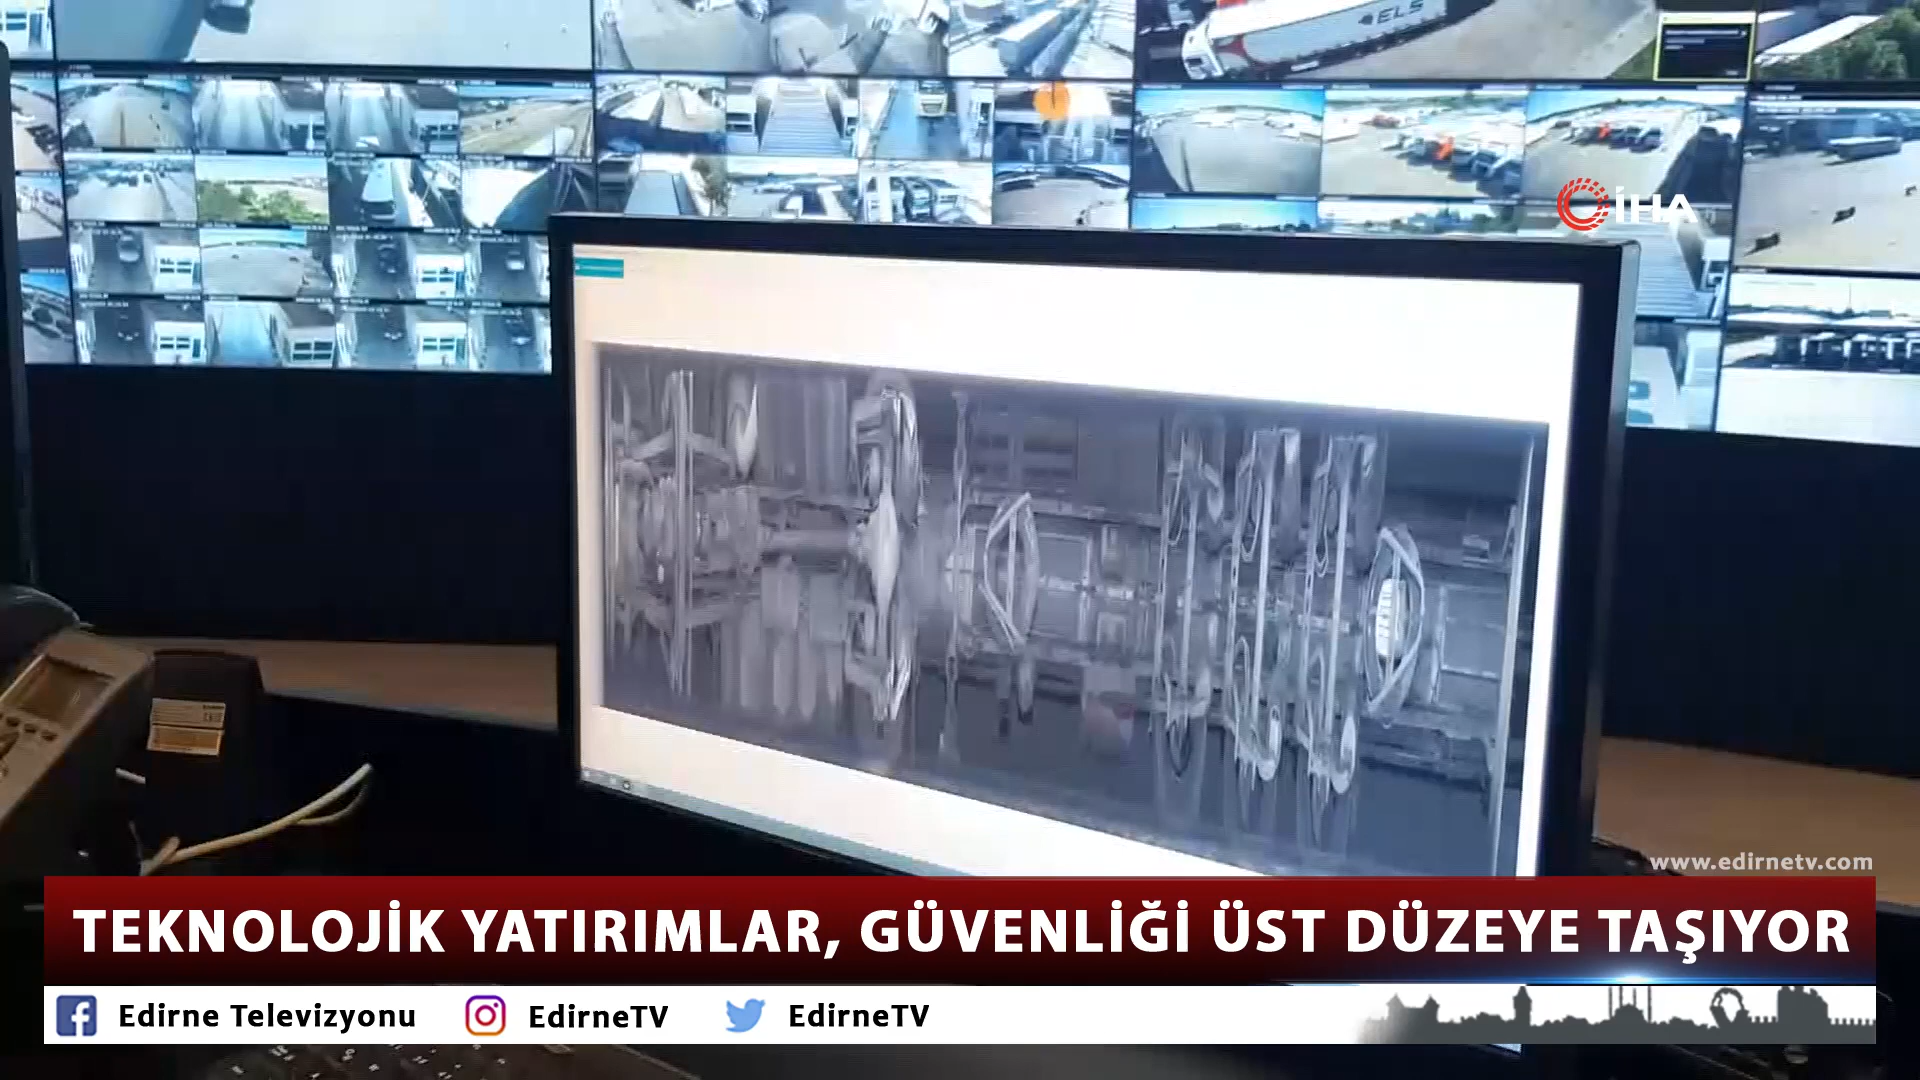 ELS
İHA
www.edirnetv.com
TEKNOLOJİK YATIRIMLAR, GÜVENLİĞİ ÜST DÜZEYE TAŞIYOR
Edirne Televizyonu
EdirneTV
EdirneTV